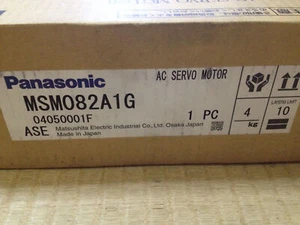 Panasonic
AC SERVO MOTOR
MSM082A1G
04050001F
1 PC
4
kg
10
ASE
Matsushita Electric Industrial Co.,Ltd. Osaka Japan
Made in Japan